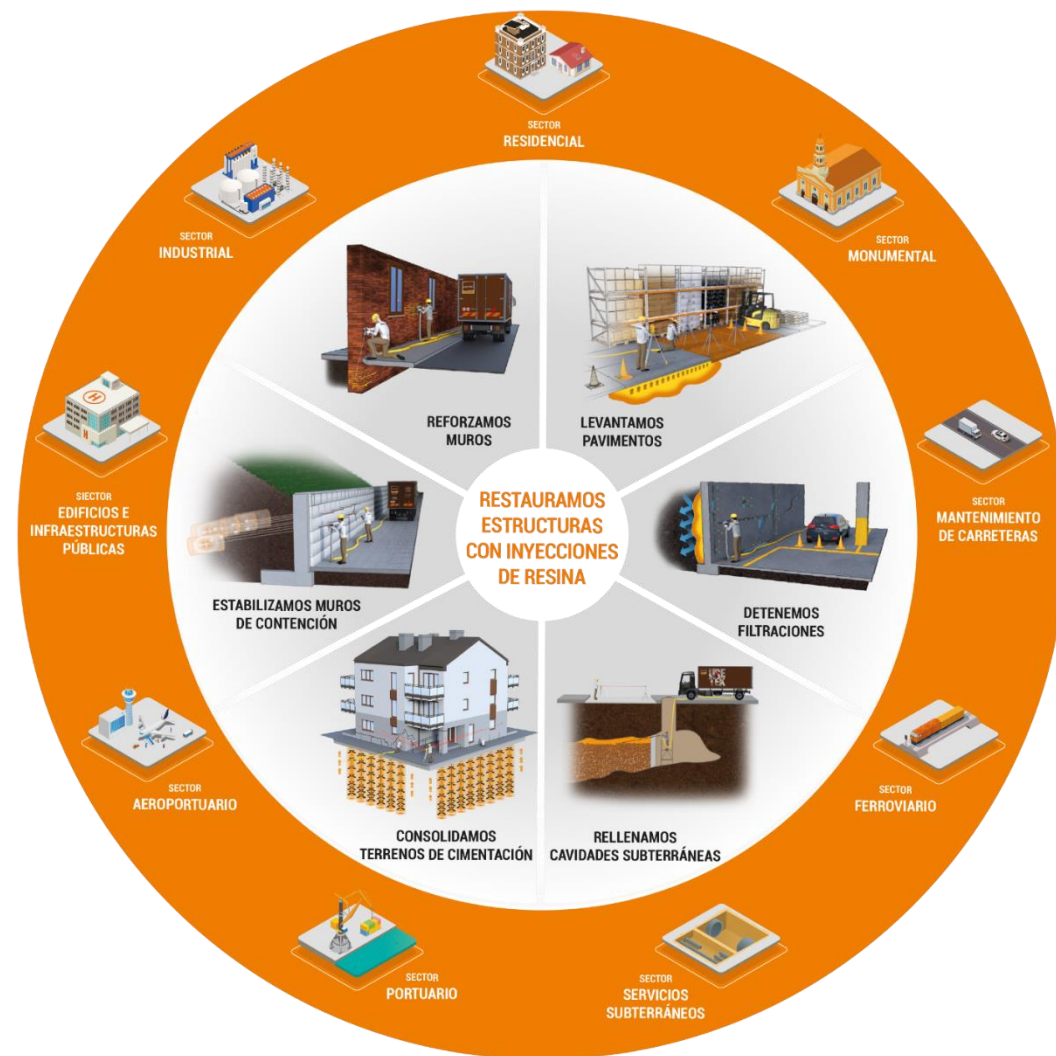 SECTOR
RESIDENCIAL
SECTOR
MONUMENTAL
SECTOR
MANTENIMIENTO
DE CARRETERAS
SECTOR
FERROVIARIO
SECTOR
SERVICIOS
SUBTERRÁNEOS
SECTOR
PORTUARIO
SECTOR
AEROPORTUARIO
SIECTOR
EDIFICIOS E
INFRAESTRUCTURAS
PÚBLICAS
SECTOR
INDUSTRIAL
REFORZAMOS
MUROS
LEVANTAMOS
PAVIMENTOS
DETENEMOS
FILTRACIONES
RELLENAMOS
CAVIDADES SUBTERRÁNEAS
CONSOLIDAMOS
TERRENOS DE CIMENTACIÓN
ESTABILIZAMOS MUROS
DE CONTENCIÓN
RESTAURAMOS
ESTRUCTURAS
CON INYECCIONES
DE RESINA
H
H